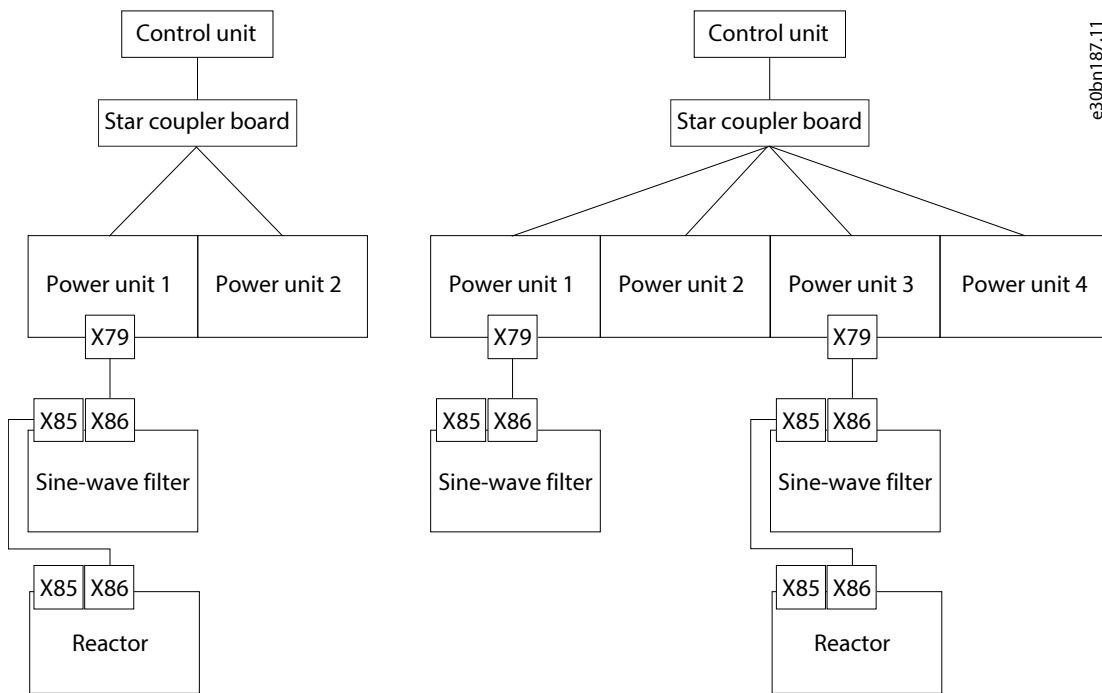 Control unit
Star coupler board
Power unit 1
Power unit 2
X79
X85
X86
Sine-wave filter
X85
X86
Reactor
Control unit
Star coupler board
Power unit 1
Power unit 2
Power unit 3
Power unit 4
X79
X79
X85
X86
Sine-wave filter
X85
X86
Sine-wave filter
X85
X86
Reactor
e30bn187.11